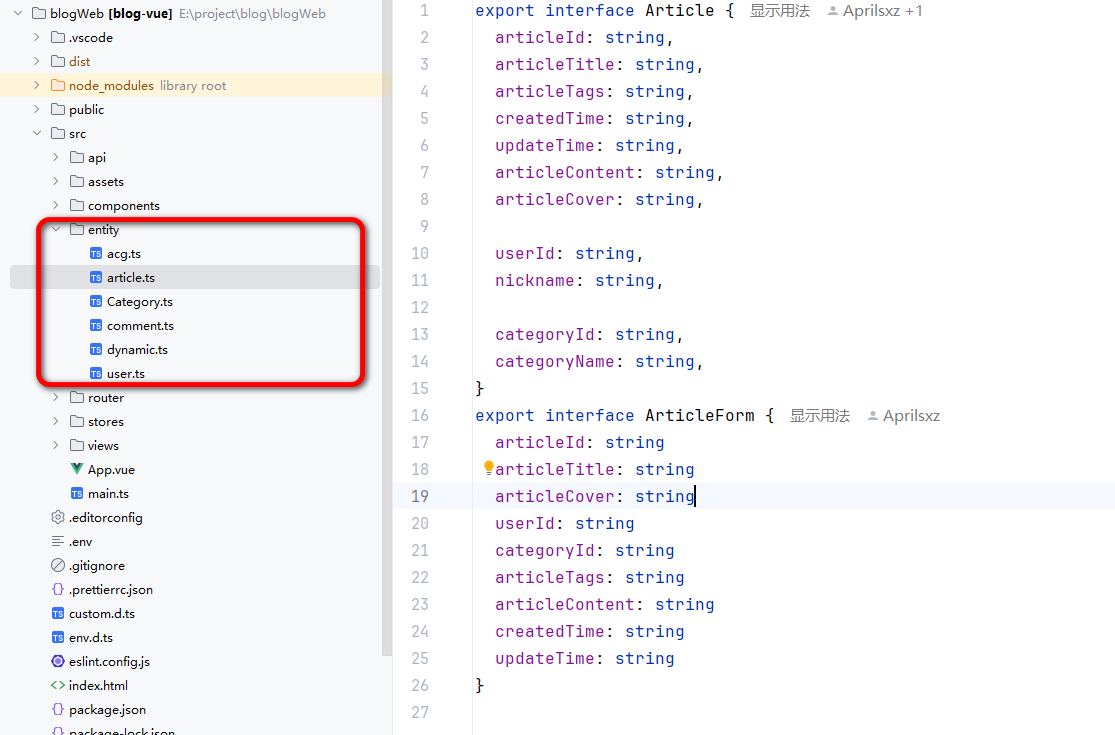 blogWeb [blog-vue] E:\project\blog\blogWeb
.vscode
dist
node_modules library root
public
src
api
assets
components
entity
TS acg.ts
TS article.ts
TS Category.ts
TS comment.ts
TS dynamic.ts
TS user.ts
router
stores
views
App.vue
TS main.ts
.editorconfig
.env
.gitignore
.prettierrc.json
TS custom.d.ts
TS env.d.ts
eslint.config.js
index.html
package.json
package-lock.json
1 export interface Article { 显示用法 Aprilsxz +1
2 articleId: string,
3 articleTitle: string,
4 articleTags: string,
5 createdTime: string,
6 updateTime: string,
7 articleContent: string,
8 articleCover: string,
9
10 userId: string,
11 nickname: string,
12
13 categoryId: string,
14 categoryName: string,
15 }
16 export interface ArticleForm { 显示用法 Aprilsxz
17 articleId: string
18 articleTitle: string
19 articleCover: string
20 userId: string
21 categoryId: string
22 articleTags: string
23 articleContent: string
24 createdTime: string
25 updateTime: string
26 }
27